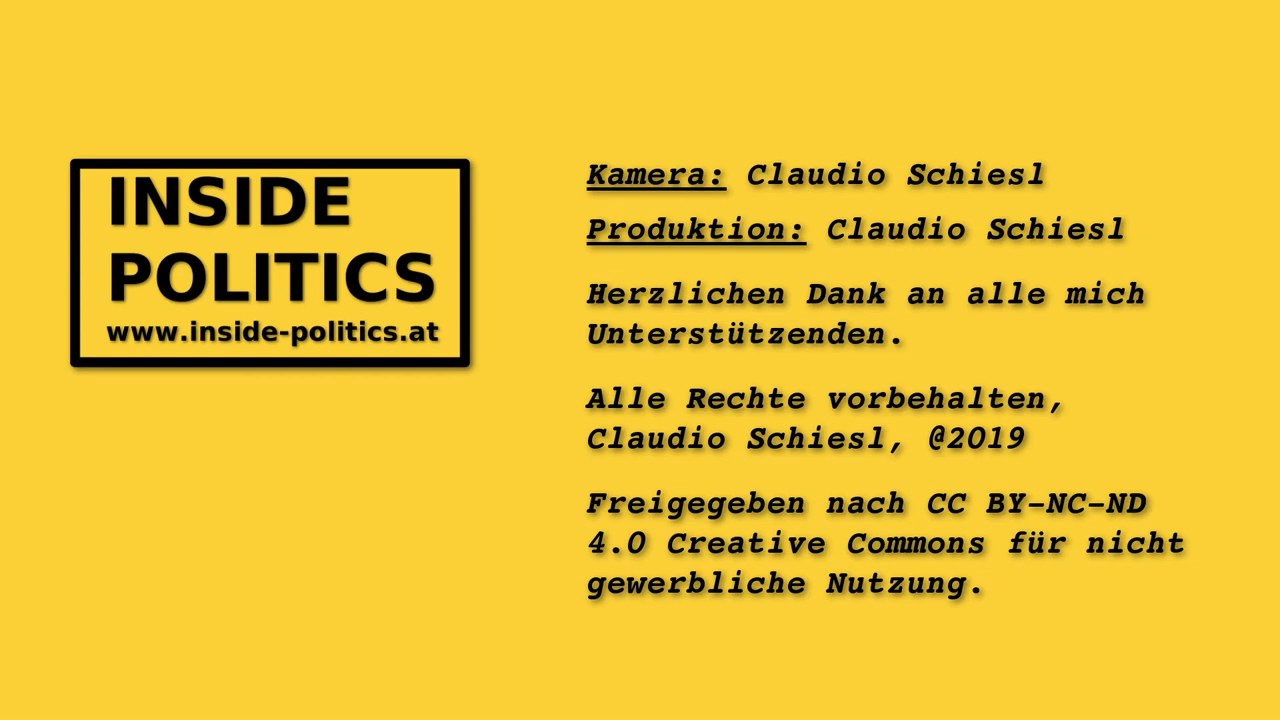 INSIDE
POLITICS
www.inside-politics.at
Kamera: Claudio Schiesl
Produktion: Claudio Schiesl
Herzlichen Dank an alle mich
Unterstützenden.
Alle Rechte vorbehalten,
Claudio Schiesl, @2019
Freigegeben nach CC BY-NC-ND
4.0 Creative Commons für nicht
gewerbliche Nutzung.